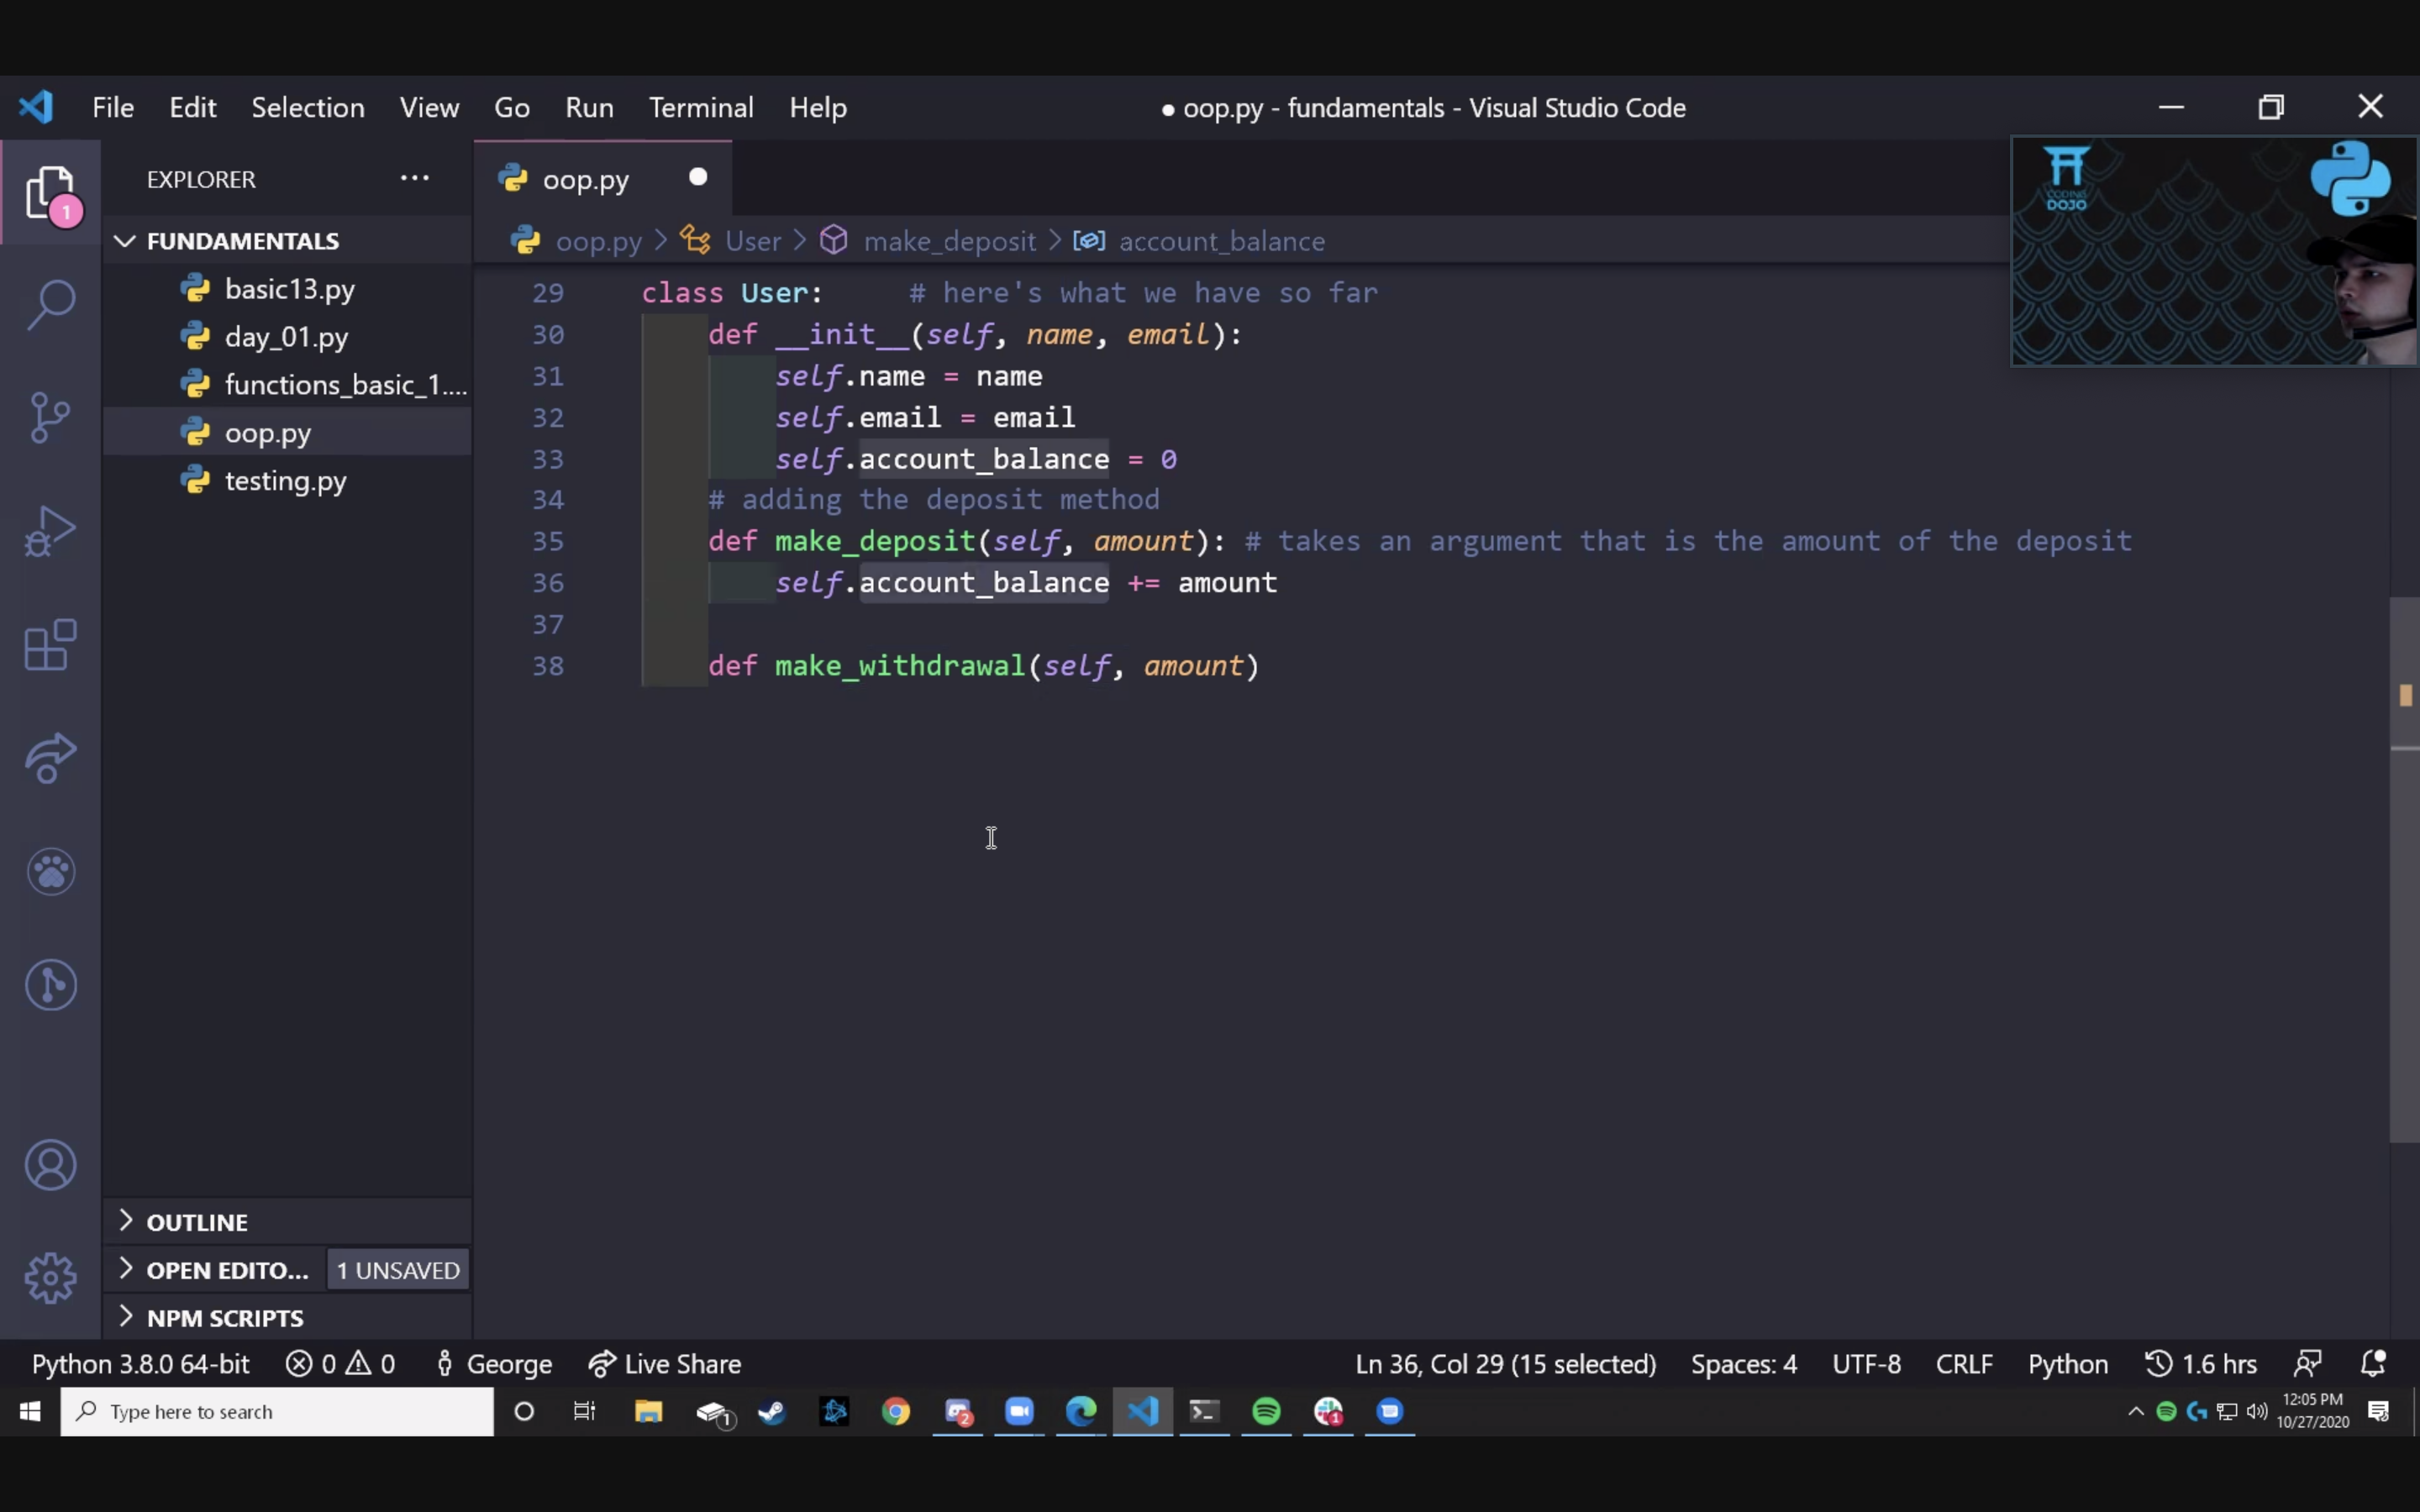 File Edit Selection View Go Run Terminal Help ● oop.py - fundamentals - Visual Studio Code
EXPLORER ···
oop.py
CODING
DOJO
1
FUNDAMENTALS
oop.py > User > make_deposit > account_balance
basic13.py
day_01.py
functions_basic_1....
oop.py
testing.py
29 class User: # here's what we have so far
30 def __init__(self, name, email):
31 self.name = name
32 self.email = email
33 self.account_balance = 0
34 # adding the deposit method
35 def make_deposit(self, amount): # takes an argument that is the amount of the deposit
36 self.account_balance += amount
37
38 def make_withdrawal(self, amount)
OUTLINE
OPEN EDITO... 1 UNSAVED
NPM SCRIPTS
Python 3.8.0 64-bit 0 0 George Live Share Ln 36, Col 29 (15 selected) Spaces: 4 UTF-8 CRLF Python 1.6 hrs
Type here to search 1 2 1 12:05 PM
10/27/2020